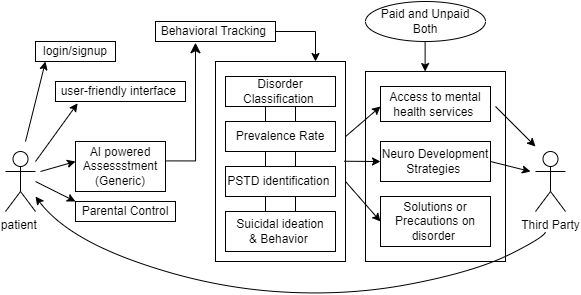 Paid and Unpaid
Both
Behavioral Tracking
login/signup
user-friendly interface
AI powered
Assessstment
(Generic)
Parental Control
patient
Disorder
Classification
Prevalence Rate
PSTD identification
Suicidal ideation
& Behavior
Access to mental
health services
Neuro Development
Strategies
Solutions or
Precautions on
disorder
Third Party